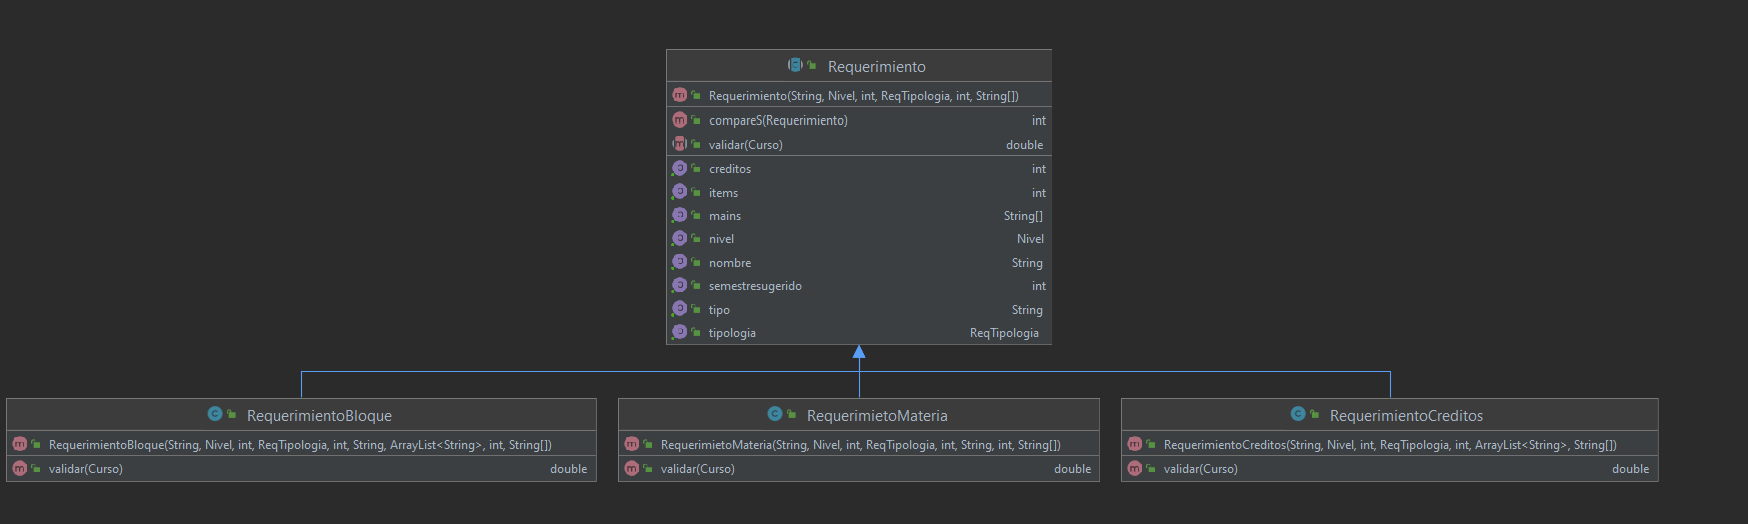 Requerimiento
Requerimiento(String, Nivel, int, ReqTipologia, int, String[])
compareS(Requerimiento) int
validar(Curso) double
creditos int
items int
mains String[]
nivel Nivel
nombre String
semestresugerido int
tipo String
tipologia ReqTipologia
RequerimientoBloque
RequerimientoBloque(String, Nivel, int, ReqTipologia, int, String, ArrayList<String>, int, String[])
validar(Curso) double
RequerimietoMateria
RequerimietoMateria(String, Nivel, int, ReqTipologia, int, String, int, String[])
validar(Curso) double
RequerimientoCreditos
RequerimientoCreditos(String, Nivel, int, ReqTipologia, int, ArrayList<String>, String[])
validar(Curso) double